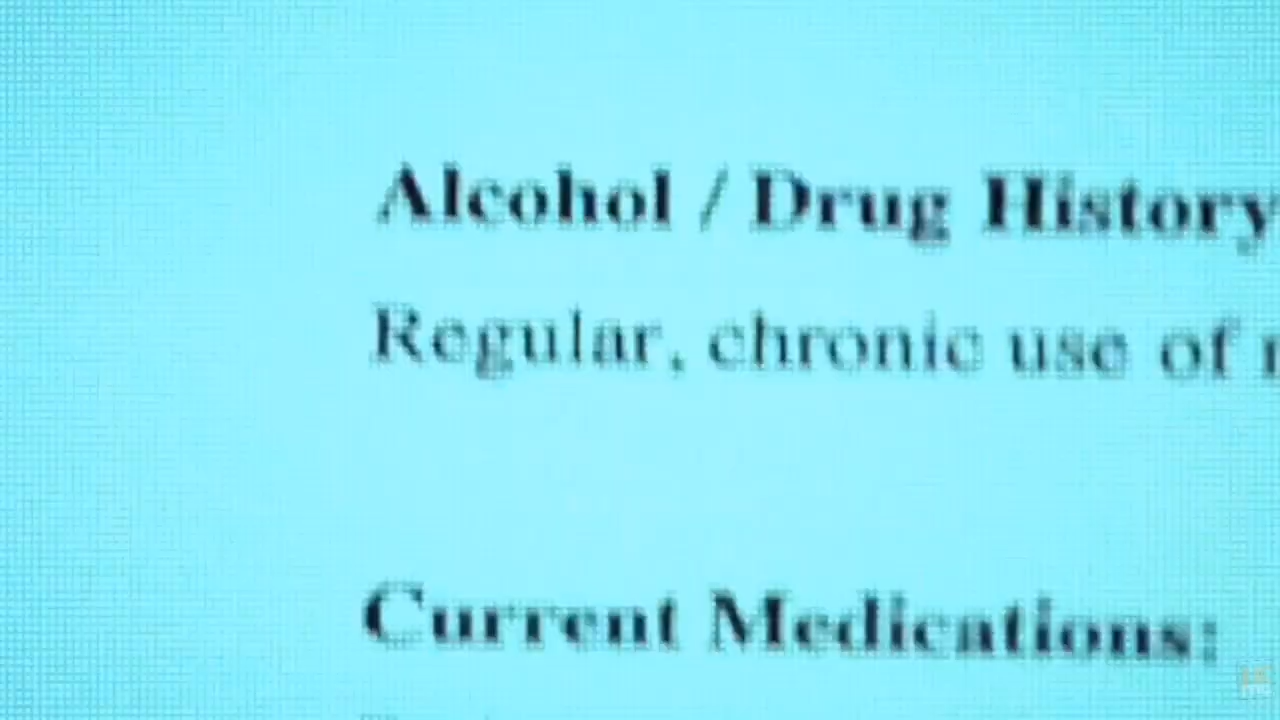 Alcohol / Drug History
Regular, chronic use of
Current Medications: